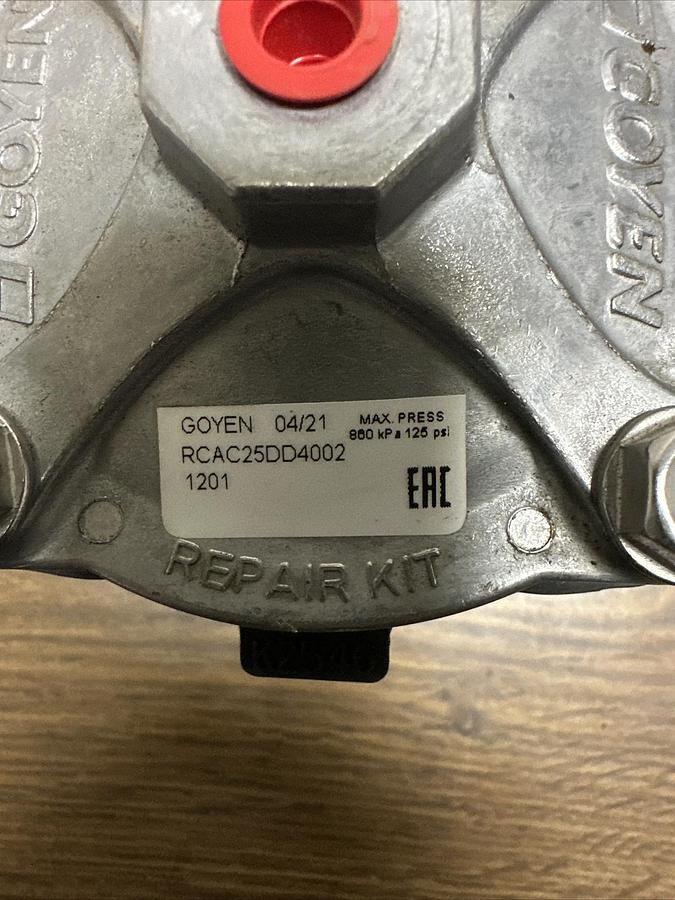 GOYEN
GOYEN
GOYEN 04/21 MAX. PRESS
860 kPa 125 psi
RCAC25DD4002
1201
EAC
REPAIR KIT